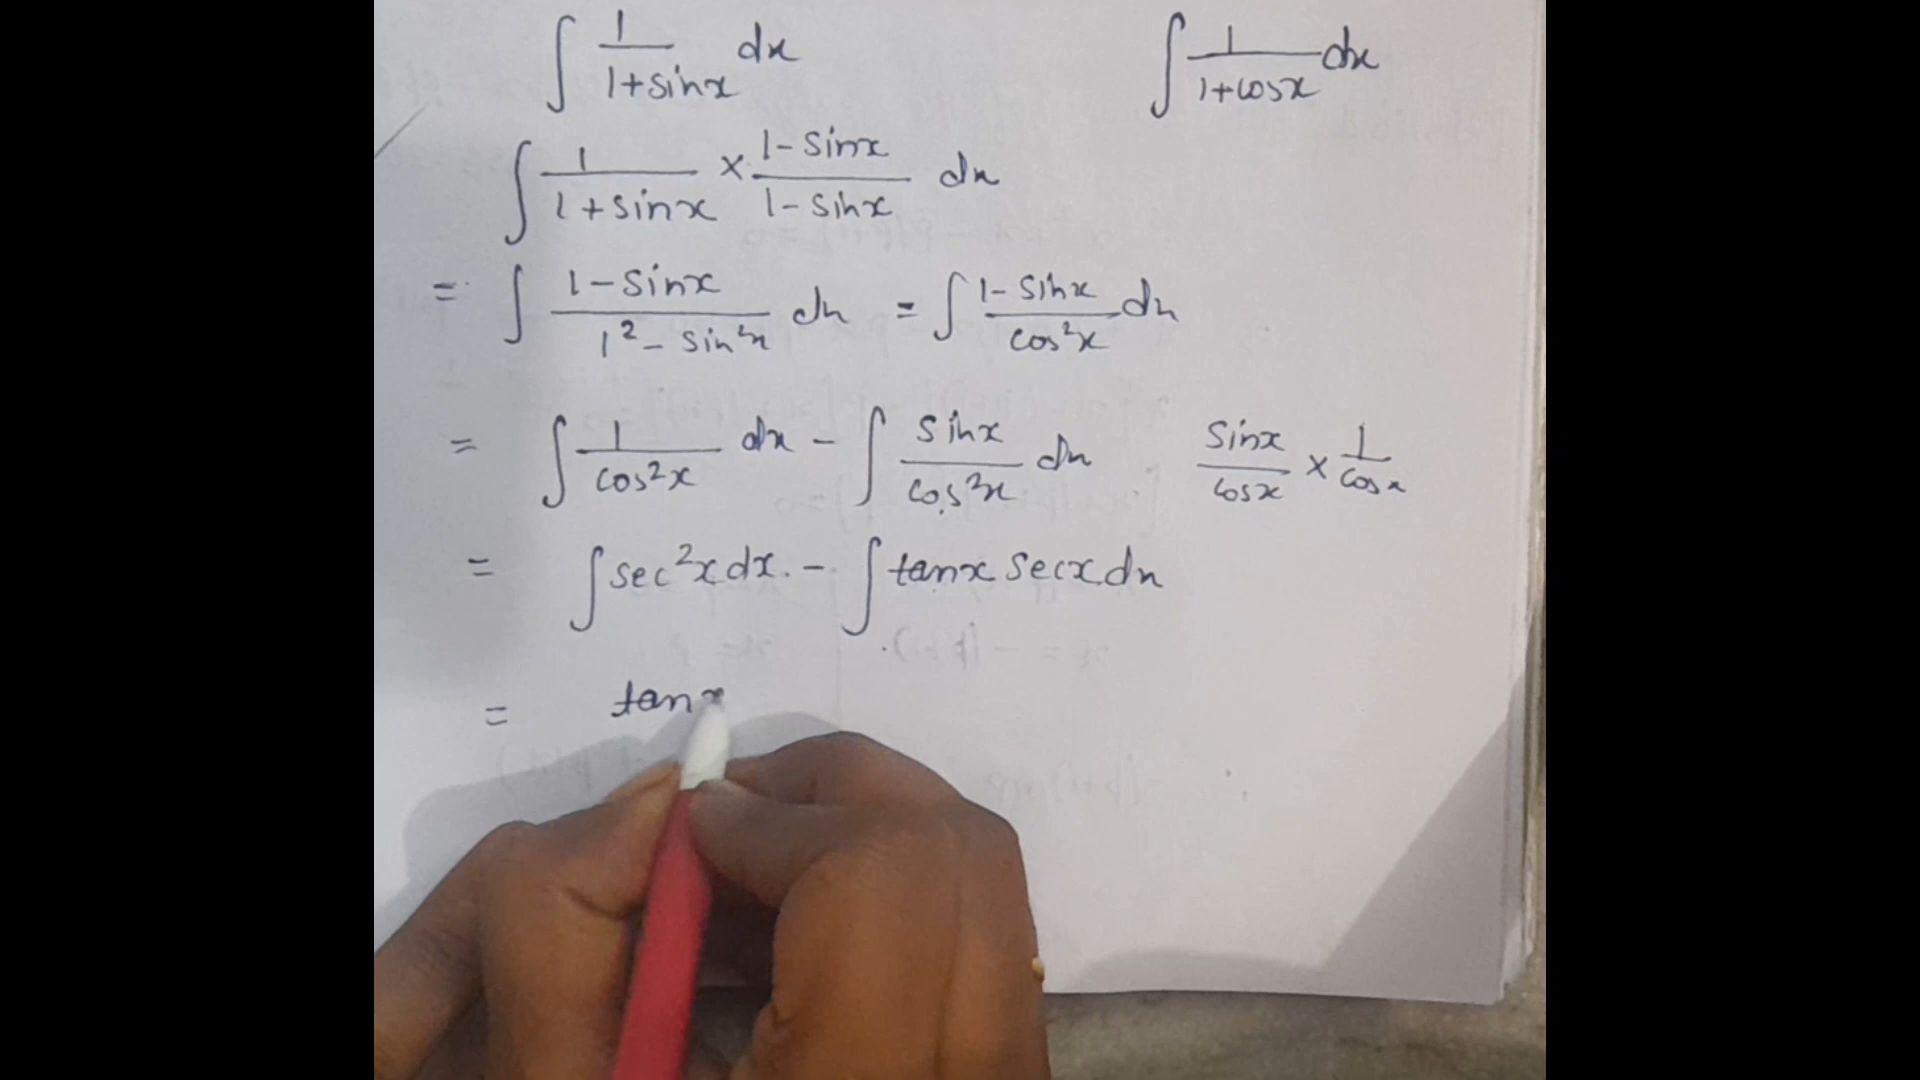 ∫ 1/(1+sinx) dx    ∫ 1/(1+cosx) dx
∫ 1/(1+sinx) × (1-sinx)/(1-sinx) dx
= ∫ (1-sinx)/(1²-sin²x) dx = ∫ (1-sinx)/cos²x dx
= ∫ 1/cos²x dx - ∫ sinx/cos²x dx    sinx/cosx × 1/cosx
= ∫ sec²x dx - ∫ tanx secx dx
= tanx